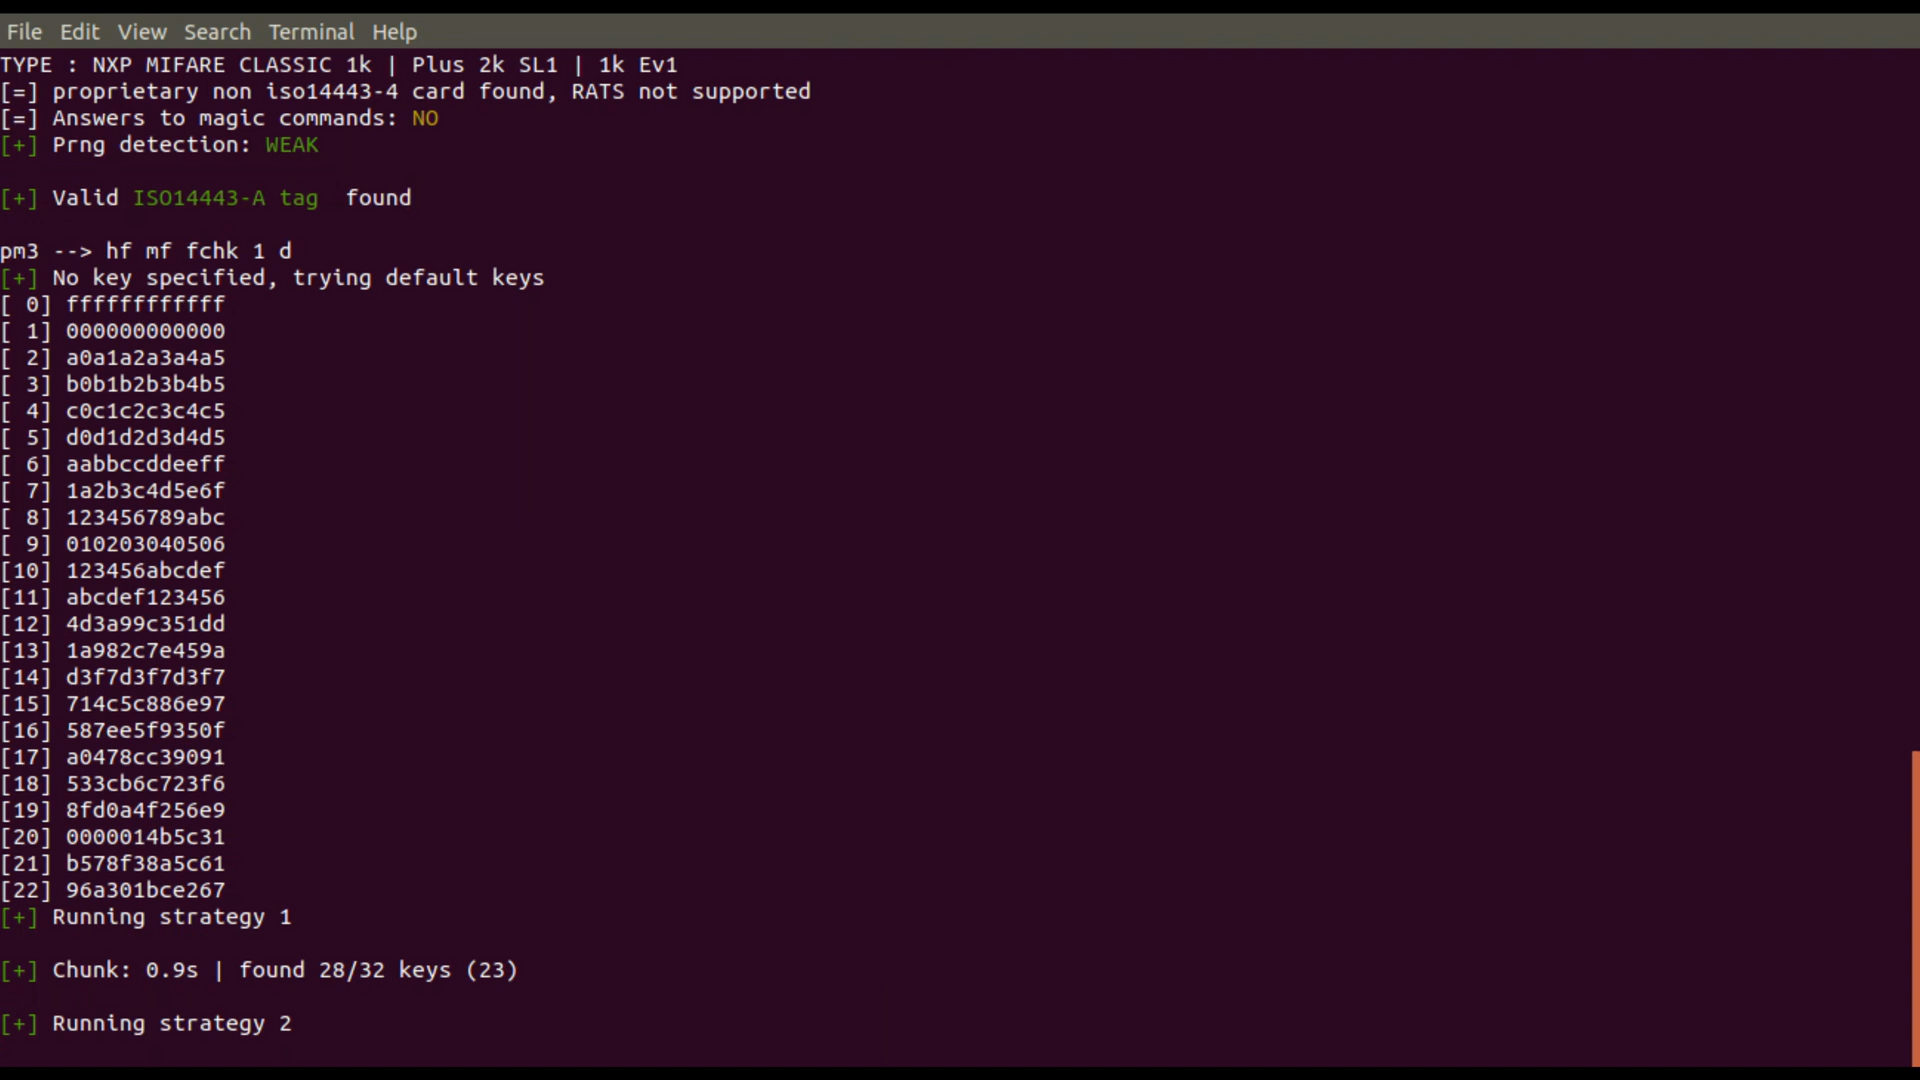 File Edit View Search Terminal Help
TYPE : NXP MIFARE CLASSIC 1k | Plus 2k SL1 | 1k Ev1
[=] proprietary non iso14443-4 card found, RATS not supported
[=] Answers to magic commands: NO
[+] Prng detection: WEAK
[+] Valid ISO14443-A tag  found
pm3 --> hf mf fchk 1 d
[+] No key specified, trying default keys
[ 0] ffffffffffff
[ 1] 000000000000
[ 2] a0a1a2a3a4a5
[ 3] b0b1b2b3b4b5
[ 4] c0c1c2c3c4c5
[ 5] d0d1d2d3d4d5
[ 6] aabbccddeeff
[ 7] 1a2b3c4d5e6f
[ 8] 123456789abc
[ 9] 010203040506
[10] 123456abcdef
[11] abcdef123456
[12] 4d3a99c351dd
[13] 1a982c7e459a
[14] d3f7d3f7d3f7
[15] 714c5c886e97
[16] 587ee5f9350f
[17] a0478cc39091
[18] 533cb6c723f6
[19] 8fd0a4f256e9
[20] 0000014b5c31
[21] b578f38a5c61
[22] 96a301bce267
[+] Running strategy 1
[+] Chunk: 0.9s | found 28/32 keys (23)
[+] Running strategy 2